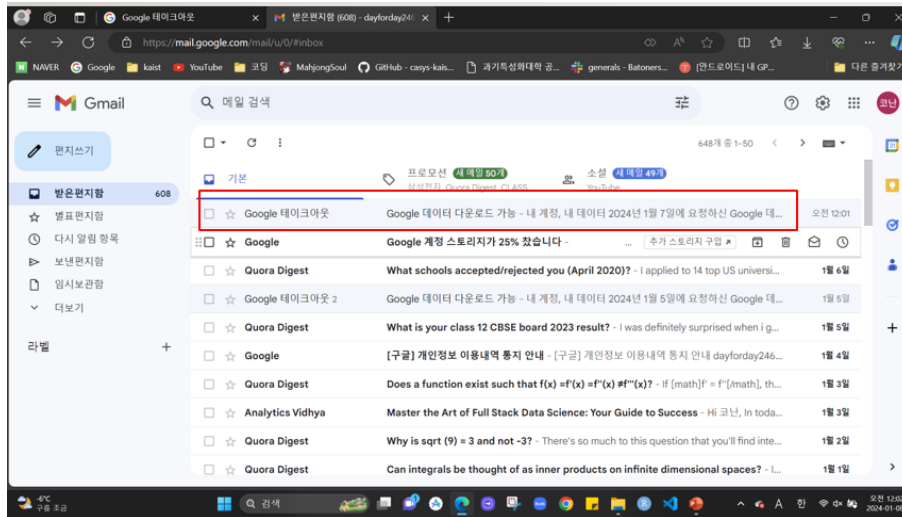 Google 테이크아웃
받은편지함 (608) - dayforday246
https://mail.google.com/mail/u/0/#inbox
NAVER Google kaist YouTube 코딩 MahjongSoul GitHub - casys-kais... 과기특성화대학 공... generals - Batoners... [안드로이드] 내 GP... 다른 즐겨찾기
Gmail
메일 검색
코난
편지쓰기
648개 중 1-50
받은편지함 608
별표편지함
다시 알림 항목
보낸편지함
임시보관함
더보기
라벨
기본
프로모션 새 메일 50개
삼성전자, Quora Digest, CLASS
소셜 새 메일 49개
YouTube
Google 테이크아웃 Google 데이터 다운로드 가능 - 내 계정, 내 데이터 2024년 1월 7일에 요청하신 Google 데... 오전 12:01
Google Google 계정 스토리지가 25% 찼습니다 - ... 추가 스토리지 구입
Quora Digest What schools accepted/rejected you (April 2020)? - I applied to 14 top US universi... 1월 6일
Google 테이크아웃 2 Google 데이터 다운로드 가능 - 내 계정, 내 데이터 2024년 1월 5일에 요청하신 Google 데... 1월 5일
Quora Digest What is your class 12 CBSE board 2023 result? - I was definitely surprised when i g... 1월 5일
Google [구글] 개인정보 이용내역 통지 안내 - [구글] 개인정보 이용내역 통지 안내 dayforday246... 1월 4일
Quora Digest Does a function exist such that f(x) =f'(x) =f''(x) ≠f'''(x)? - If [math]f' = f''[/math], th... 1월 3일
Analytics Vidhya Master the Art of Full Stack Data Science: Your Guide to Success - Hi 코난, In toda... 1월 3일
Quora Digest Why is sqrt (9) = 3 and not -3? - There's so much to this question that you'll find inte... 1월 2일
Quora Digest Can integrals be thought of as inner products on infinite dimensional spaces? - I... 1월 1일
-6°C
구름 조금
검색
A 한
오전 12:02
2024-01-08